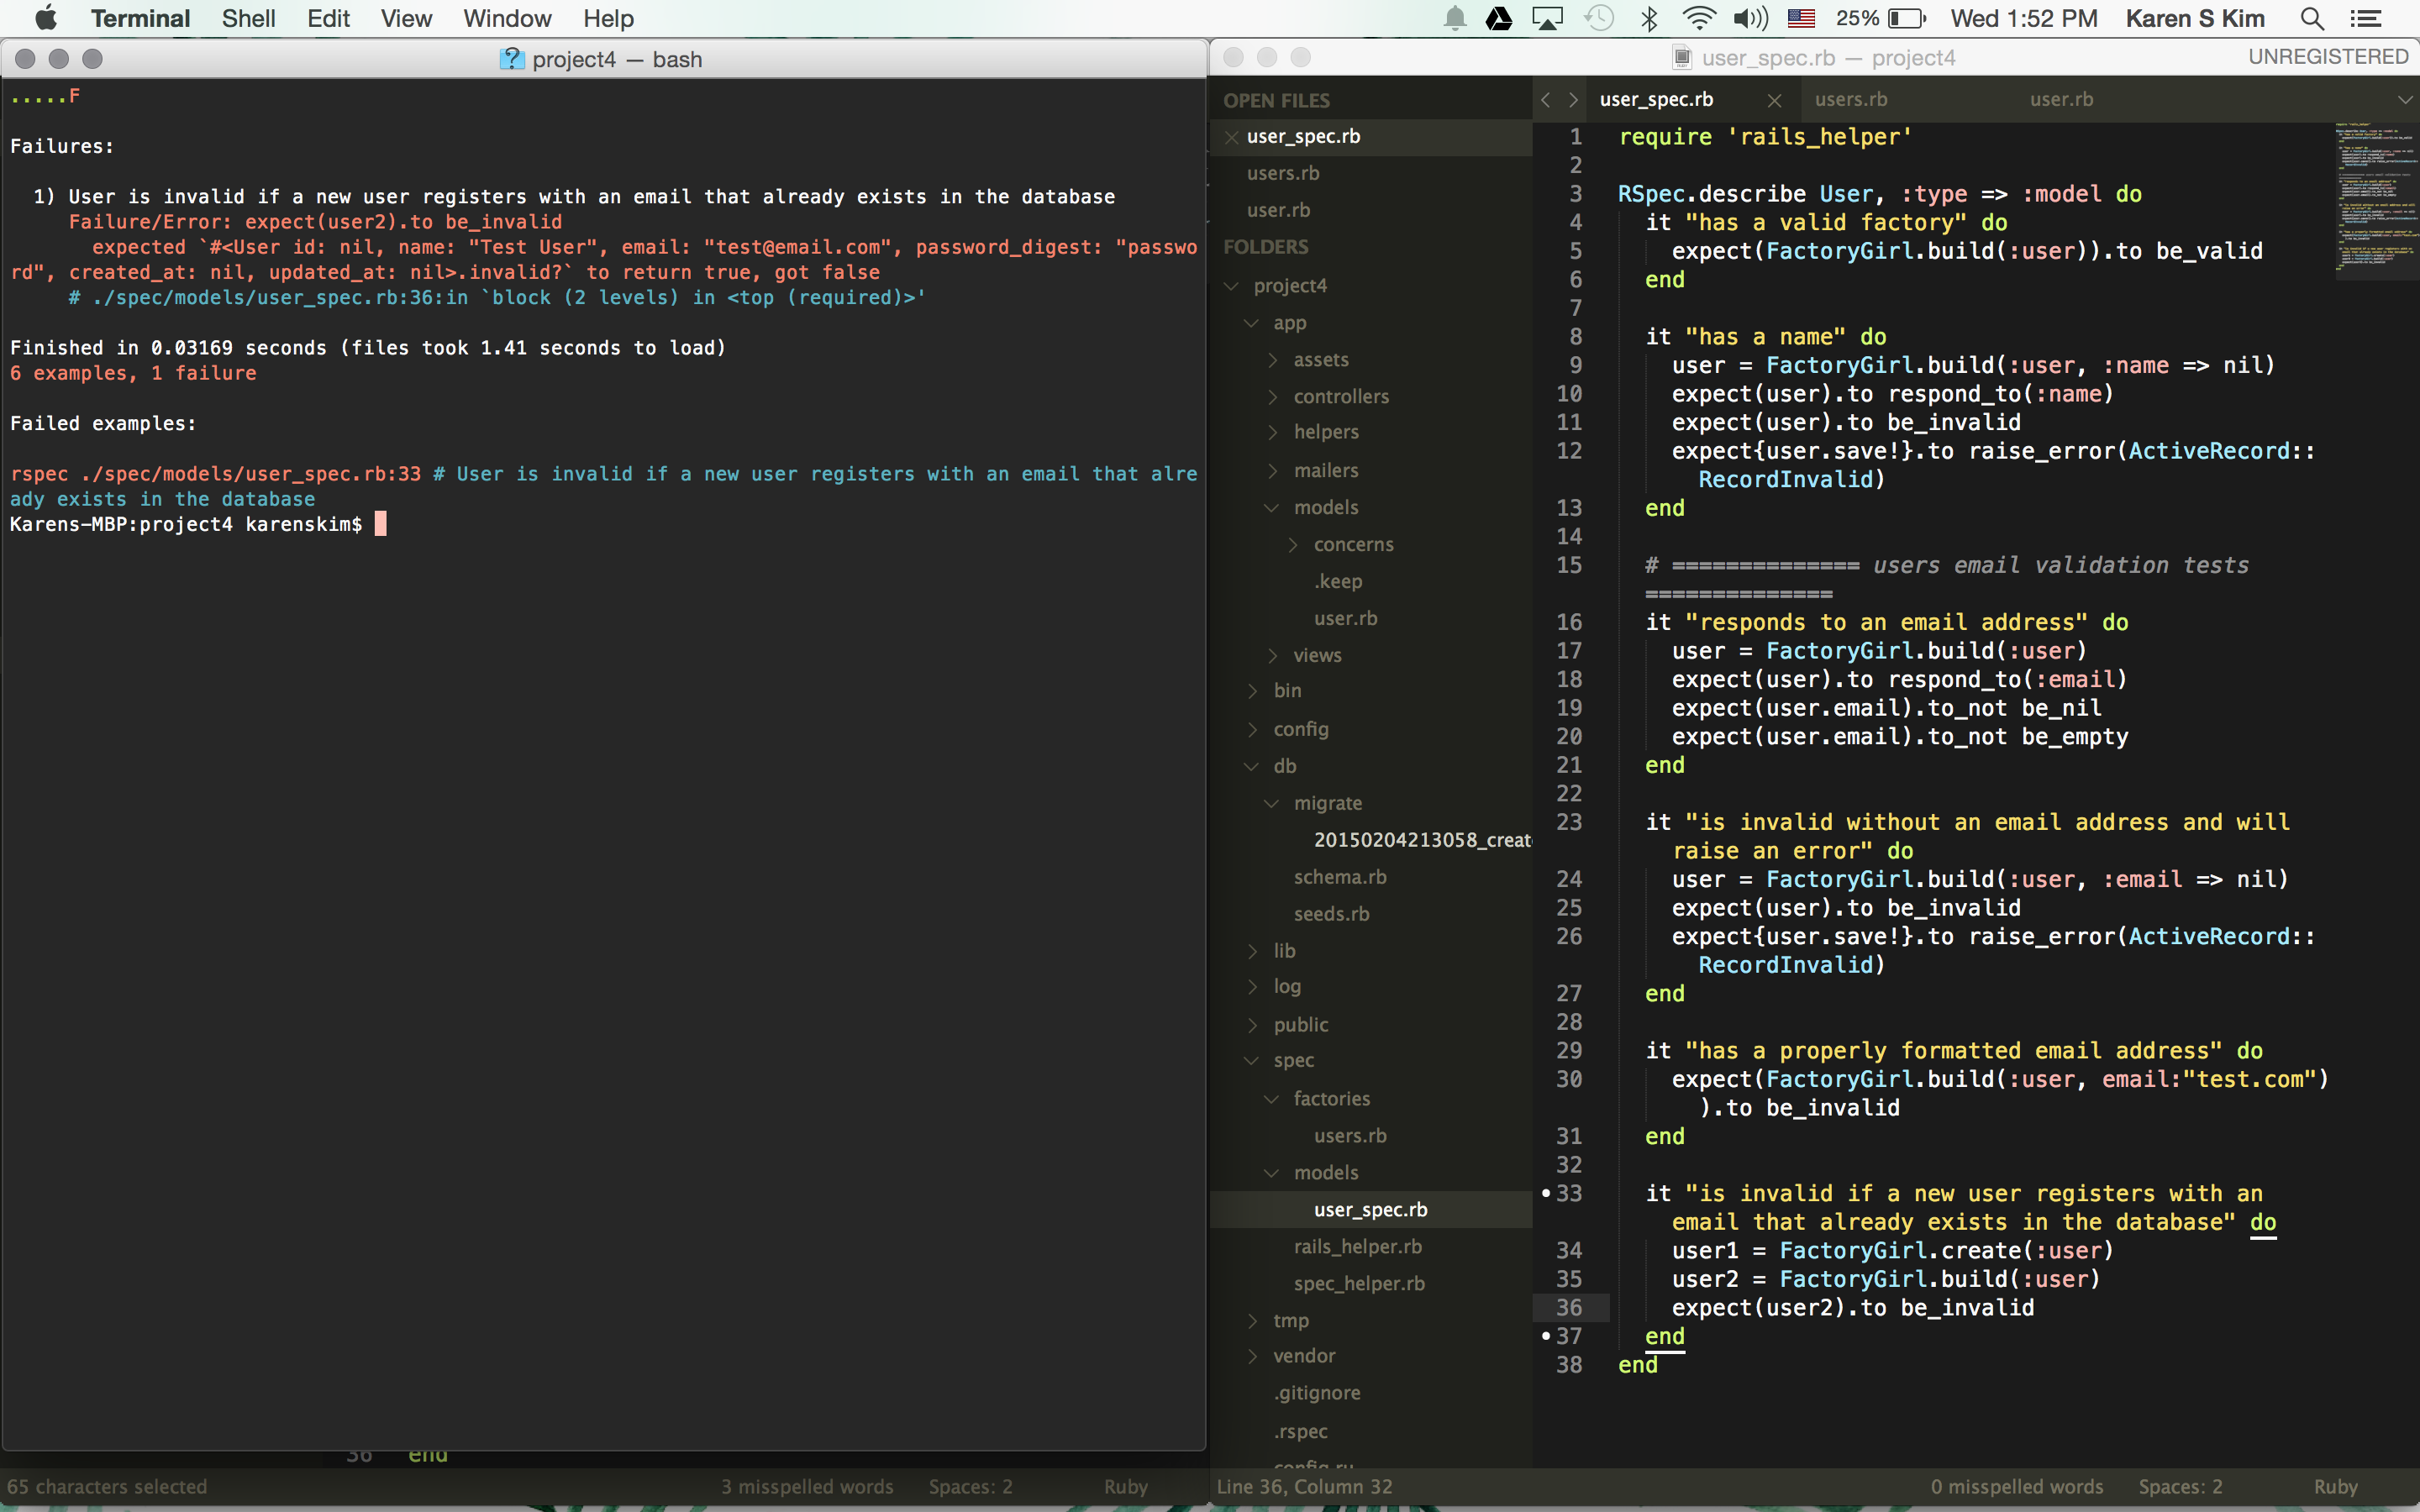 Terminal Shell Edit View Window Help 25% Wed 1:52 PM Karen S Kim
project4 — bash
.....F
Failures:
1) User is invalid if a new user registers with an email that already exists in the database
Failure/Error: expect(user2).to be_invalid
expected `#<User id: nil, name: "Test User", email: "test@email.com", password_digest: "passwo
rd", created_at: nil, updated_at: nil>.invalid?` to return true, got false
# ./spec/models/user_spec.rb:36:in `block (2 levels) in <top (required)>'
Finished in 0.03169 seconds (files took 1.41 seconds to load)
6 examples, 1 failure
Failed examples:
rspec ./spec/models/user_spec.rb:33 # User is invalid if a new user registers with an email that alre
ady exists in the database
Karens-MBP:project4 karenskim$
36 end
65 characters selected 3 misspelled words Spaces: 2 Ruby
user_spec.rb — project4 UNREGISTERED
OPEN FILES
user_spec.rb
users.rb
user.rb
FOLDERS
project4
app
assets
controllers
helpers
mailers
models
concerns
.keep
user.rb
views
bin
config
db
migrate
20150204213058_creat
schema.rb
seeds.rb
lib
log
public
spec
factories
users.rb
models
user_spec.rb
rails_helper.rb
spec_helper.rb
tmp
vendor
.gitignore
.rspec
config.ru
user_spec.rb users.rb user.rb
1 require 'rails_helper'
2
3 RSpec.describe User, :type => :model do
4 it "has a valid factory" do
5 expect(FactoryGirl.build(:user)).to be_valid
6 end
7
8 it "has a name" do
9 user = FactoryGirl.build(:user, :name => nil)
10 expect(user).to respond_to(:name)
11 expect(user).to be_invalid
12 expect{user.save!}.to raise_error(ActiveRecord::
RecordInvalid)
13 end
14
15 # ============== users email validation tests
==============
16 it "responds to an email address" do
17 user = FactoryGirl.build(:user)
18 expect(user).to respond_to(:email)
19 expect(user.email).to_not be_nil
20 expect(user.email).to_not be_empty
21 end
22
23 it "is invalid without an email address and will
raise an error" do
24 user = FactoryGirl.build(:user, :email => nil)
25 expect(user).to be_invalid
26 expect{user.save!}.to raise_error(ActiveRecord::
RecordInvalid)
27 end
28
29 it "has a properly formatted email address" do
30 expect(FactoryGirl.build(:user, email:"test.com")
).to be_invalid
31 end
32
33 it "is invalid if a new user registers with an
email that already exists in the database" do
34 user1 = FactoryGirl.create(:user)
35 user2 = FactoryGirl.build(:user)
36 expect(user2).to be_invalid
37 end
38 end
Line 36, Column 32 0 misspelled words Spaces: 2 Ruby